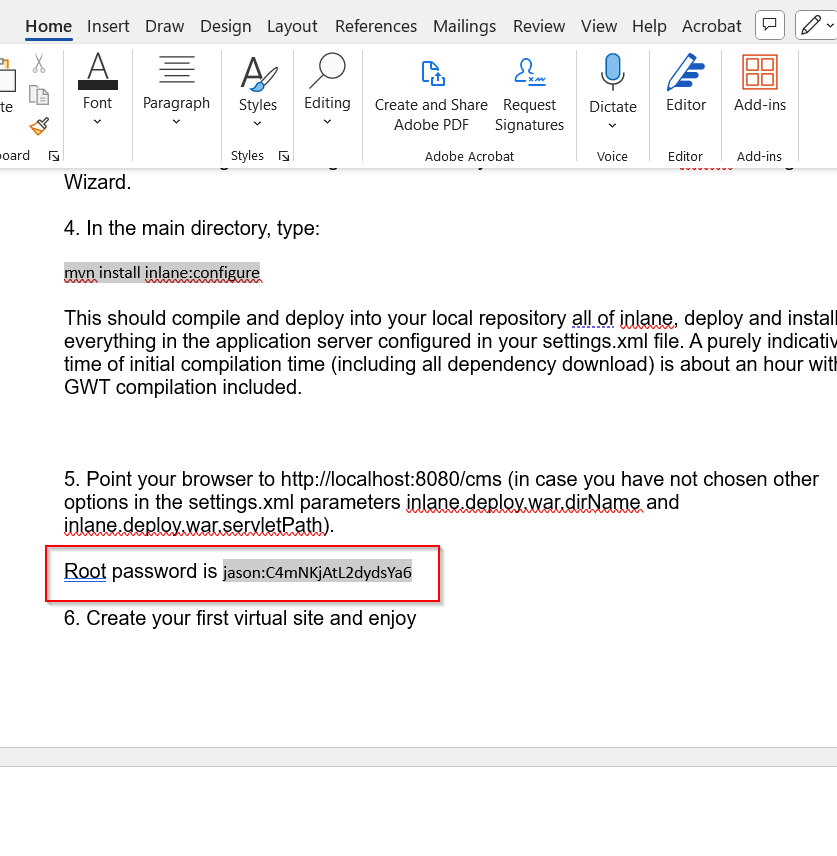 Home Insert Draw Design Layout References Mailings Review View Help Acrobat
te Font Paragraph Styles Editing Create and Share Adobe PDF Request Signatures Dictate Editor Add-ins
oard Styles Adobe Acrobat Voice Editor Add-ins
Wizard.
4. In the main directory, type:
mvn install inlane:configure
This should compile and deploy into your local repository all of inlane, deploy and install
everything in the application server configured in your settings.xml file. A purely indicativ
time of initial compilation time (including all dependency download) is about an hour with
GWT compilation included.
5. Point your browser to http://localhost:8080/cms (in case you have not chosen other
options in the settings.xml parameters inlane.deploy.war.dirName and
inlane.deploy.war.servletPath).
Root password is jason:C4mNKjAtL2dydsYa6
6. Create your first virtual site and enjoy